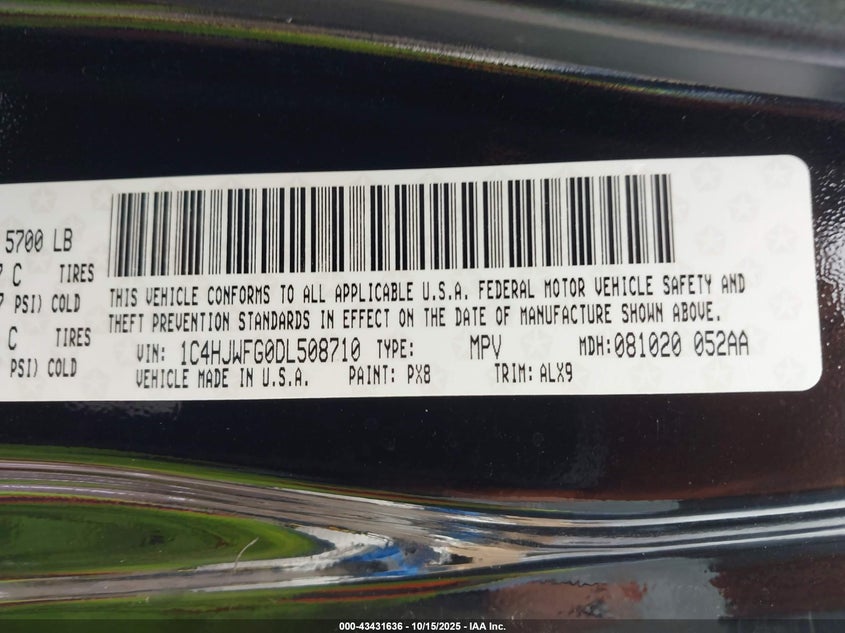 5700 LB
C TIRES
PSI) COLD
C TIRES
PSI) COLD
THIS VEHICLE CONFORMS TO ALL APPLICABLE U.S.A. FEDERAL MOTOR VEHICLE SAFETY AND
THEFT PREVENTION STANDARDS IN EFFECT ON THE DATE OF MANUFACTURE SHOWN ABOVE.
VIN: 1C4HJWFG0DL508710 TYPE: MPV MDH:081020 052AA
VEHICLE MADE IN U.S.A. PAINT: PX8 TRIM:ALX9
000-43431636 - 10/15/2025 - IAA Inc.